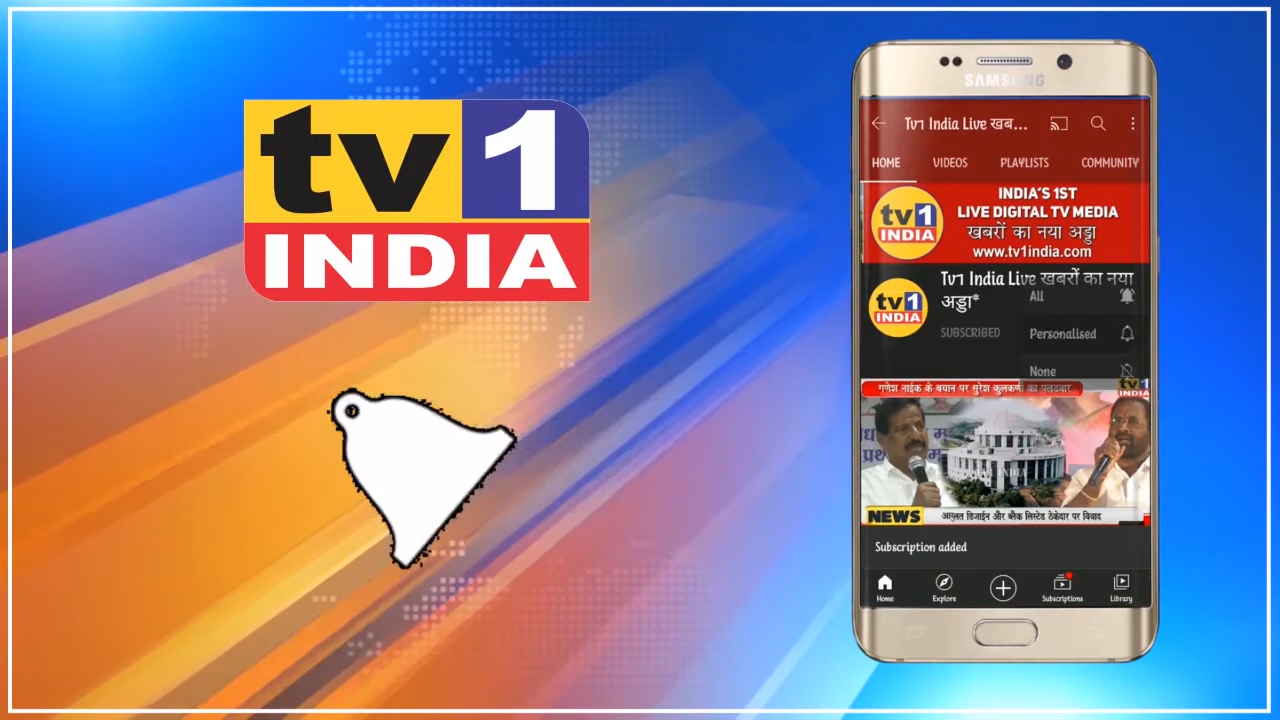 tv1
INDIA
SAMSUNG
Tv1 India Live खब...
HOME VIDEOS PLAYLISTS COMMUNITY
tv1
INDIA
INDIA'S 1ST
LIVE DIGITAL TV MEDIA
खबरों का नया अड्डा
www.tv1india.com
tv1
INDIA
Tv1 India Live खबरों का नया
अड्डा*
SUBSCRIBED
All
Personalised
None
गणेश नाईक के बयान पर सुरेश कुलकर्णी का पलटवार
tv1
INDIA
NEWS
डिजाईन और ब्लैक लिस्टेड ठेकेदार पर विवाद
Subscription added
Home Explore Subscriptions Library